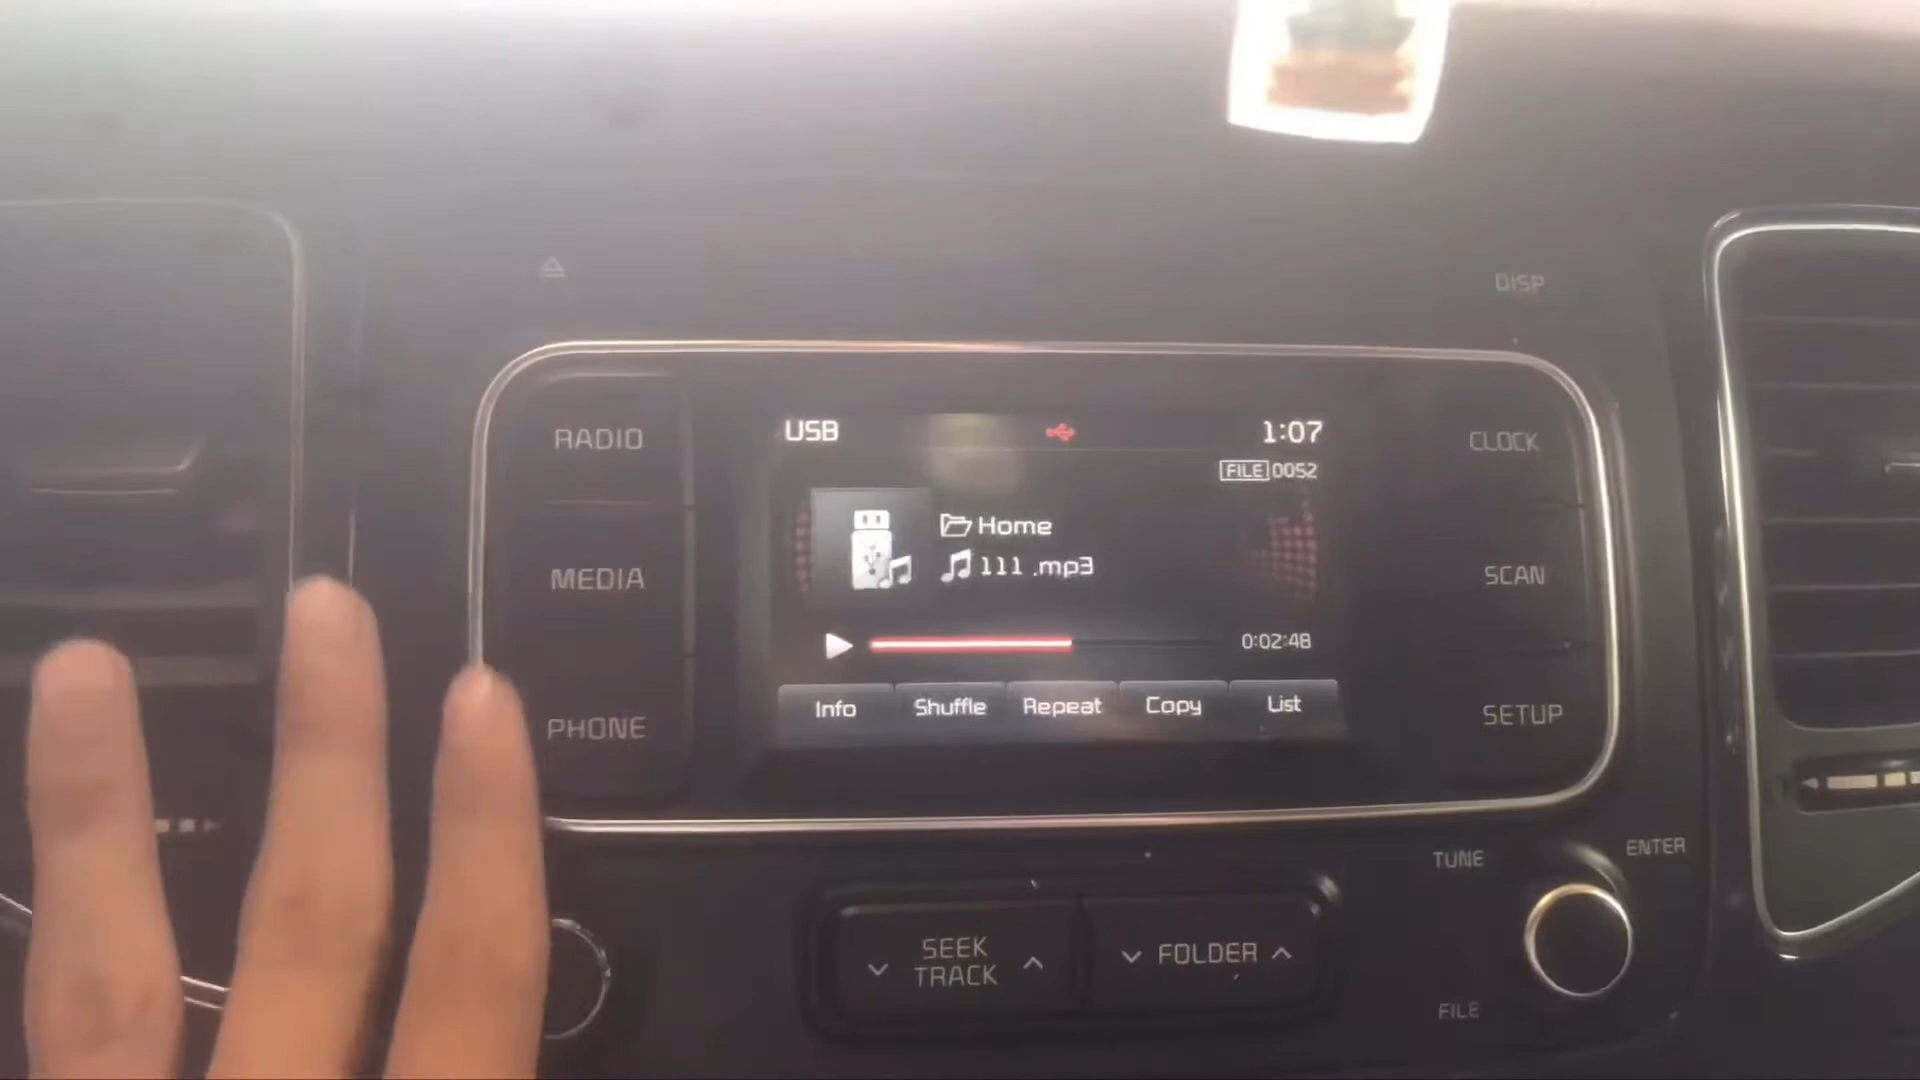 DISP
RADIO
MEDIA
PHONE
USB
1:07
FILE 0052
Home
111 .mp3
0:02:48
Info
Shuffle
Repeat
Copy
List
CLOCK
SCAN
SETUP
TUNE
ENTER
SEEK
TRACK
FOLDER
FILE